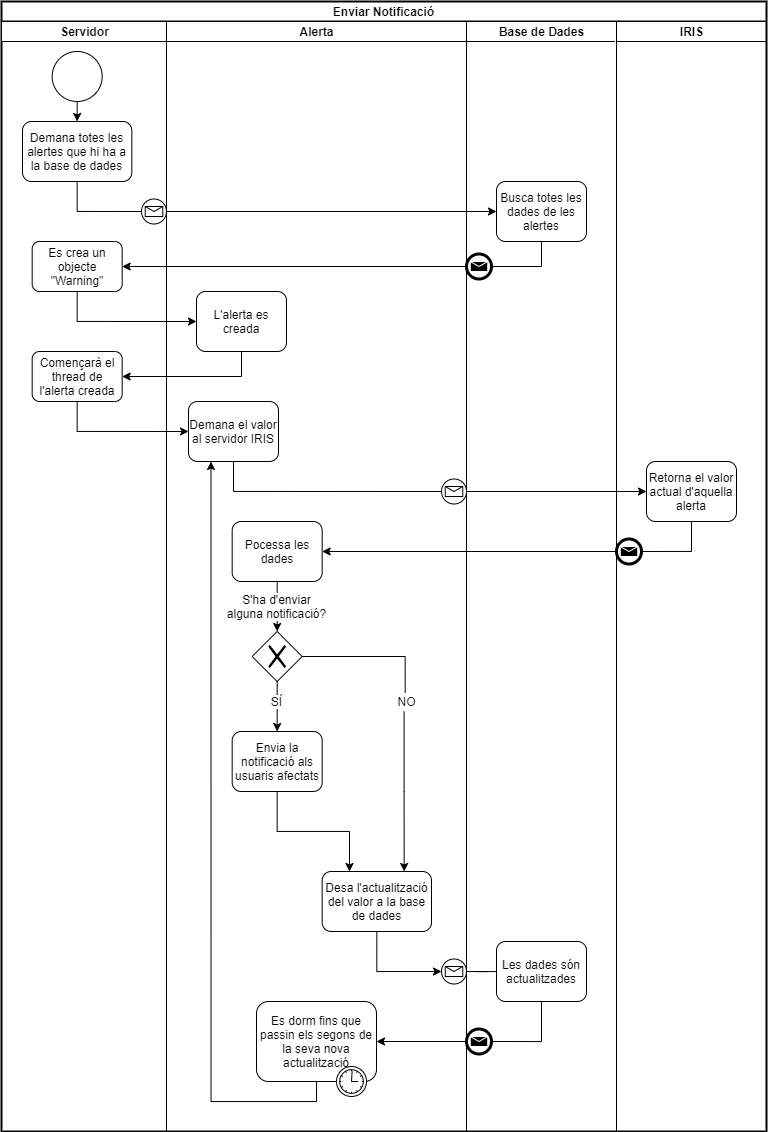 Enviar Notificació
Servidor
Alerta
Base de Dades
IRIS
Demana totes les
alertes que hi ha a
la base de dades
Busca totes les
dades de les
alertes
Es crea un
objecte
"Warning"
L'alerta es
creada
Començarà el
thread de
l'alerta creada
Demana el valor
al servidor IRIS
Retorna el valor
actual d'aquella
alerta
Pocessa les
dades
S'ha d'enviar
alguna notificació?
SÍ
NO
Envia la
notificació als
usuaris afectats
Desa l'actualització
del valor a la base
de dades
Les dades són
actualitzades
Es dorm fins que
passin els segons de
la seva nova
actualització